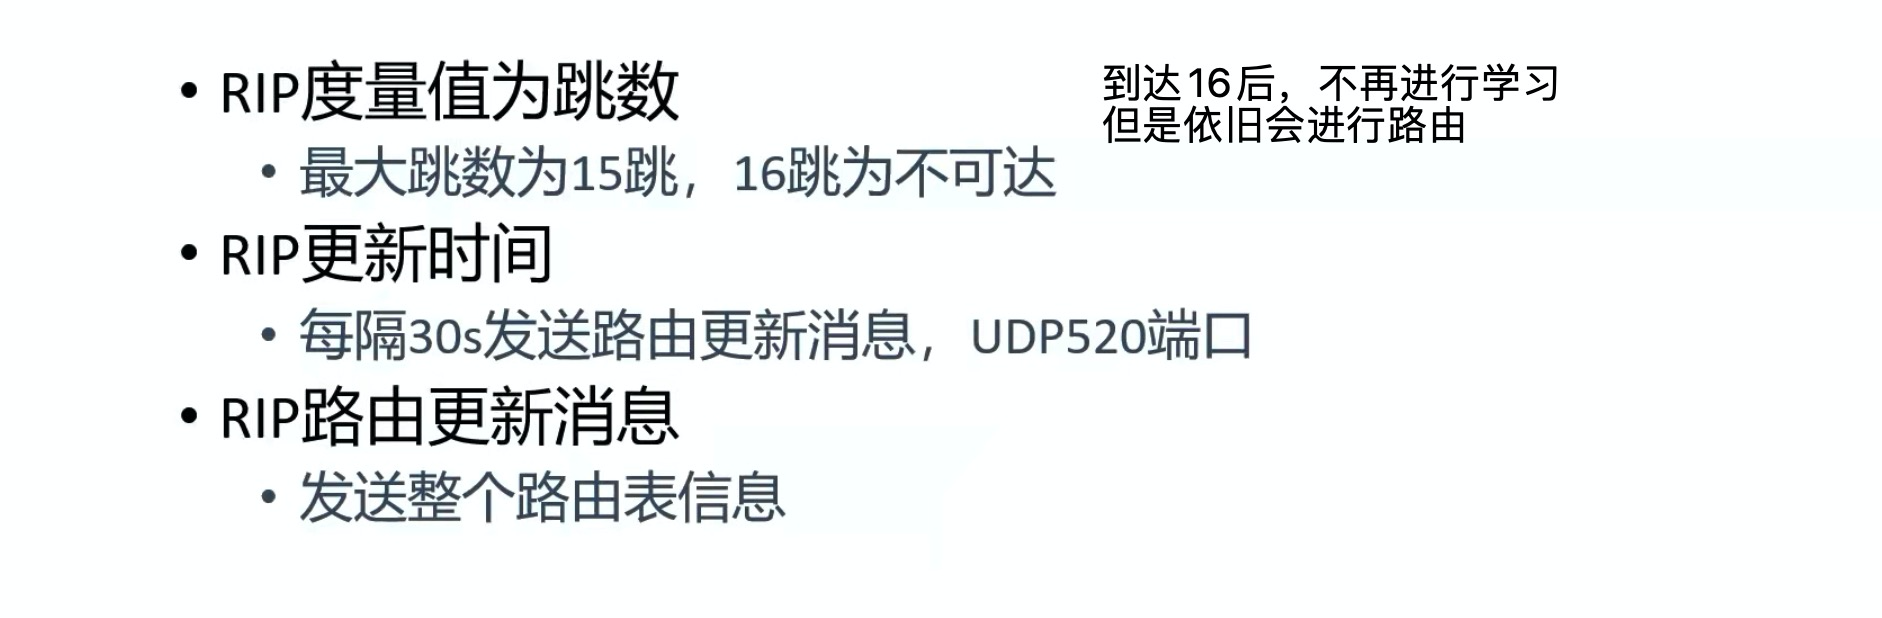 • RIP度量值为跳数
• 最大跳数为15跳，16跳为不可达
到达16后，不再进行学习
但是依旧会进行路由
• RIP更新时间
• 每隔30s发送路由更新消息，UDP520端口
• RIP路由更新消息
• 发送整个路由表信息